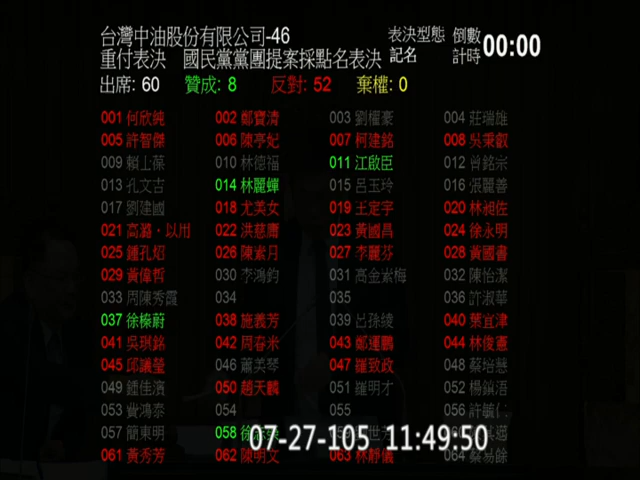 台灣中油股份有限公司-46
重付表決 國民黨黨團提案採點名表決
表決型態 記名
倒數計時 00:00
出席: 60 贊成: 8 反對: 52 棄權: 0
001 何欣純 002 鄭寶清 003 劉權豪 004 莊瑞雄
005 許智傑 006 陳亭妃 007 柯建銘 008 吳秉叡
009 賴士葆 010 林德福 011 江啟臣 012 曾銘宗
013 孔文吉 014 林麗蟬 015 呂玉玲 016 張麗善
017 劉建國 018 尤美女 019 王定宇 020 林昶佐
021 高潞·以用 022 洪慈庸 023 黃國昌 024 徐永明
025 鍾孔炤 026 陳素月 027 李麗芬 028 黃國書
029 黃偉哲 030 李鴻鈞 031 高金素梅 032 陳怡潔
033 周陳秀霞 034 035 036 許淑華
037 徐榛蔚 038 施義芳 039 呂孫綾 040 葉宜津
041 吳琪銘 042 周春米 043 鄭運鵬 044 林俊憲
045 邱議瑩 046 蕭美琴 047 羅致政 048 蔡培慧
049 鍾佳濱 050 趙天麟 051 羅明才 052 楊鎮浯
053 費鴻泰 054 055 056 許毓仁
057 簡東明 058 徐志榮
061 黃秀芳 062 陳明文 063 林靜儀 064 蔡易餘
07-27-105 11:49:50